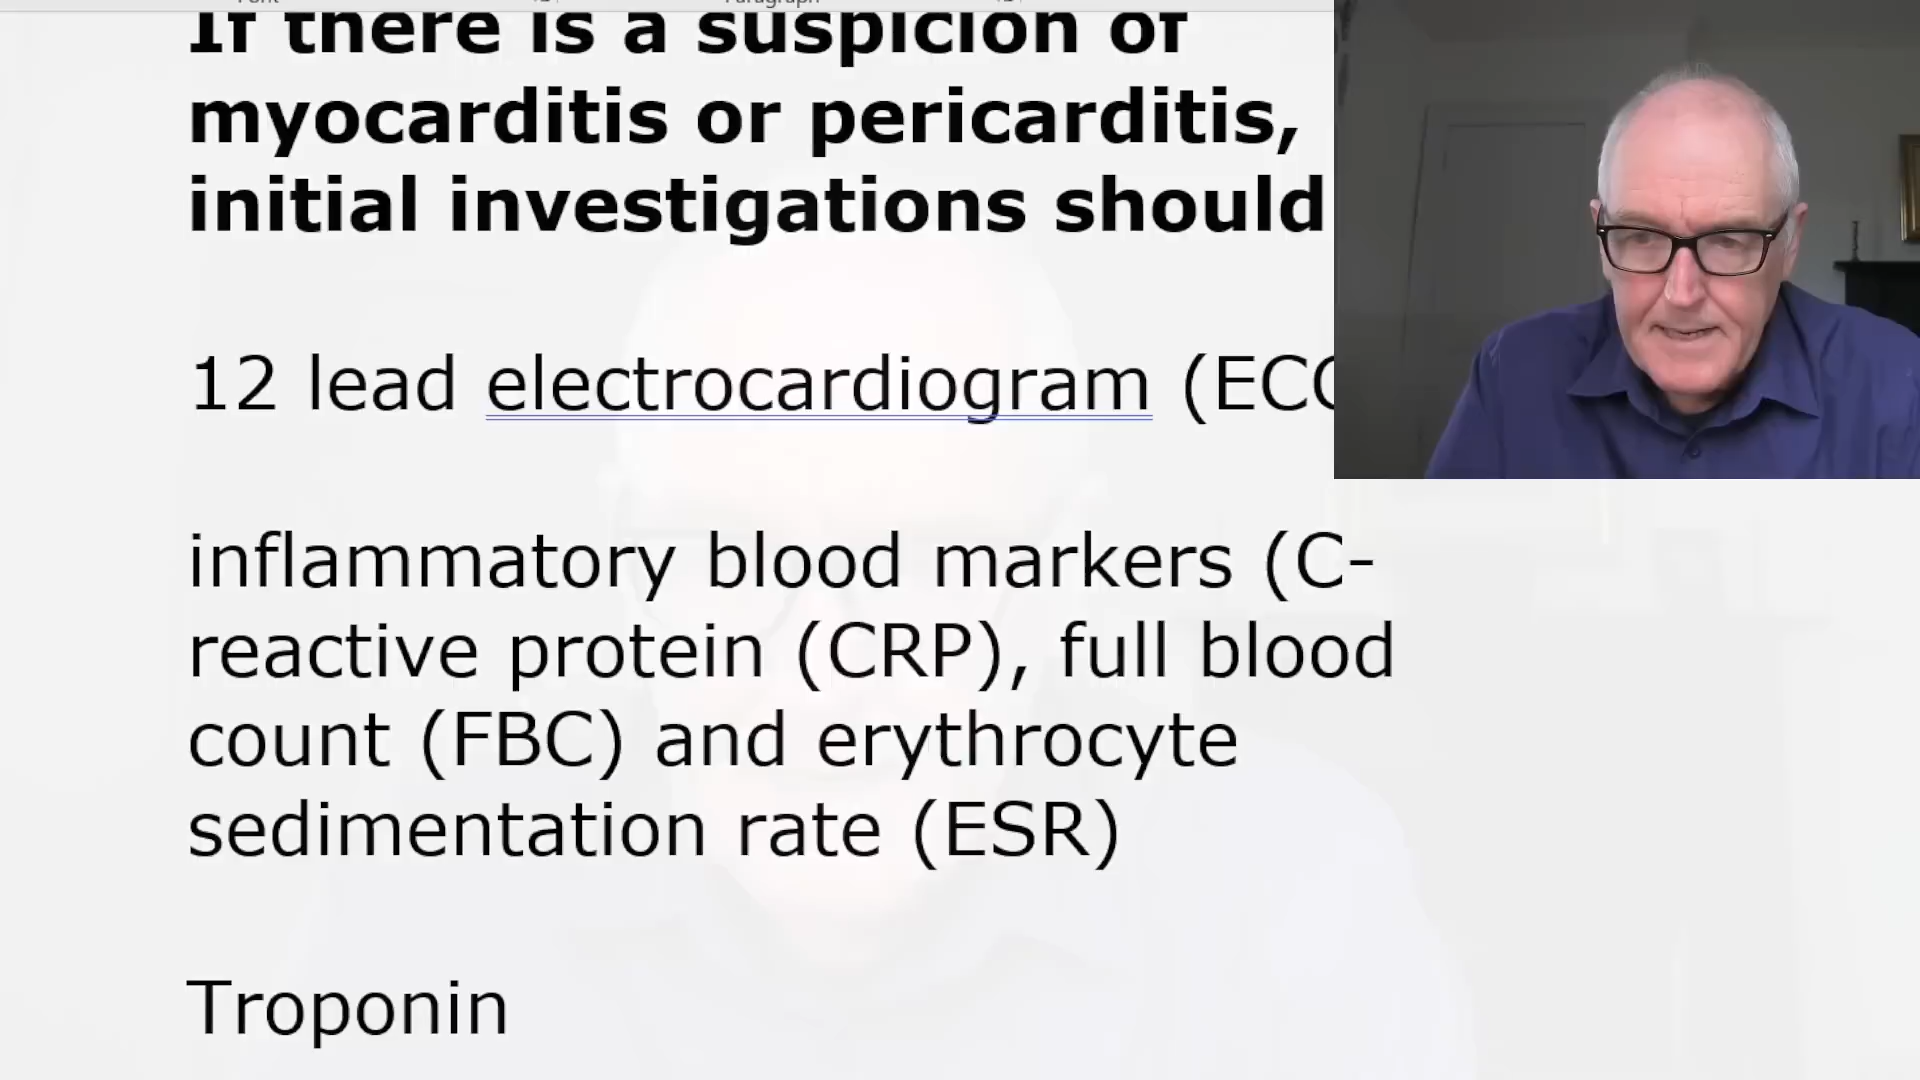 If there is a suspicion of
myocarditis or pericarditis,
initial investigations should
12 lead electrocardiogram (EC
inflammatory blood markers (C-
reactive protein (CRP), full blood
count (FBC) and erythrocyte
sedimentation rate (ESR)
Troponin